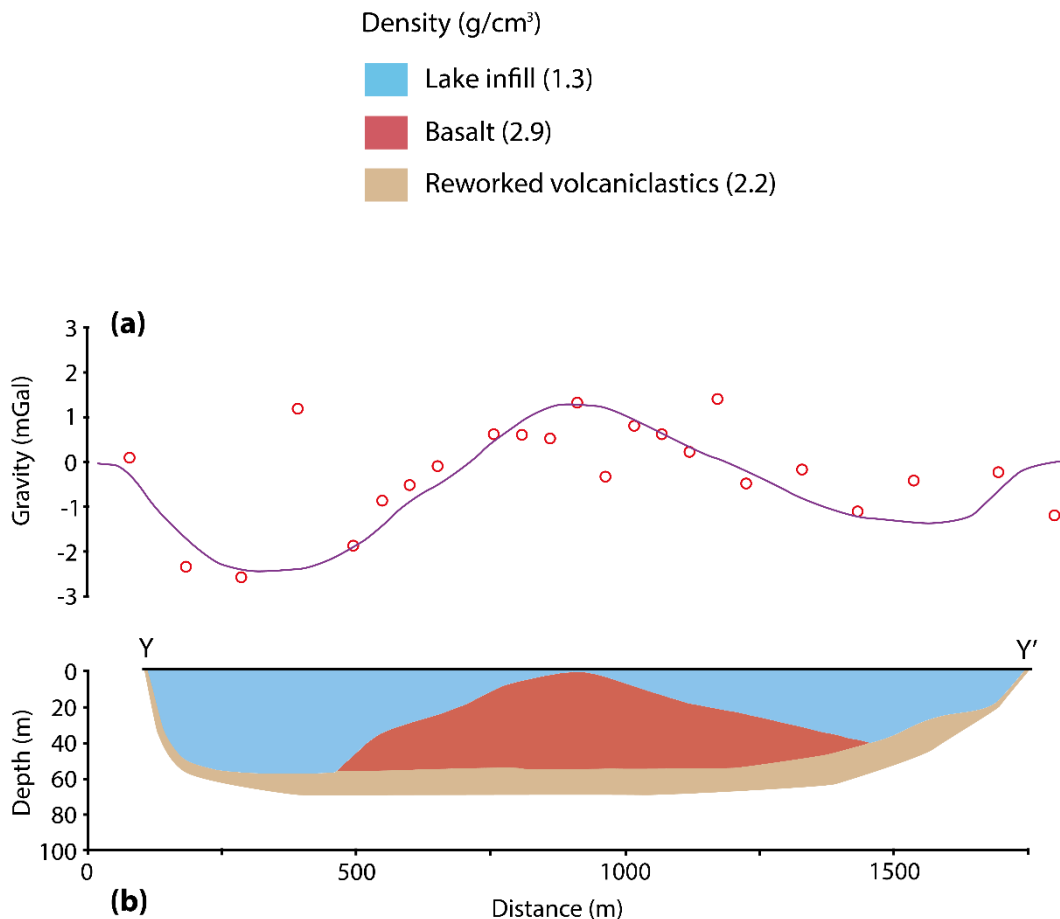 Density (g/cm³)
Lake infill (1.3)
Basalt (2.9)
Reworked volcaniclastics (2.2)
(a)
3
2
1
0
-1
-2
-3
Gravity (mGal)
Y
Y′
0
20
40
60
80
100
Depth (m)
0
500
1000
1500
(b)
Distance (m)